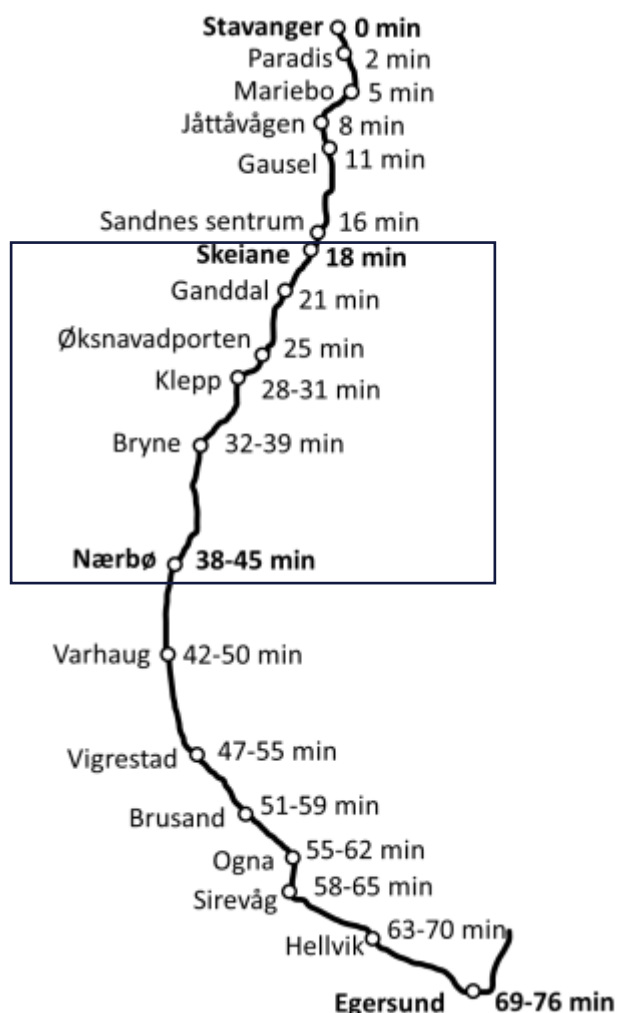 Stavanger 0 min
Paradis 2 min
Mariebo 5 min
Jåttåvågen 8 min
Gausel 11 min
Sandnes sentrum 16 min
Skeiane 18 min
Ganddal 21 min
Øksnavadporten 25 min
Klepp 28-31 min
Bryne 32-39 min
Nærbø 38-45 min
Varhaug 42-50 min
Vigrestad 47-55 min
Brusand 51-59 min
Ogna 55-62 min
Sirevåg 58-65 min
Hellvik 63-70 min
Egersund 69-76 min